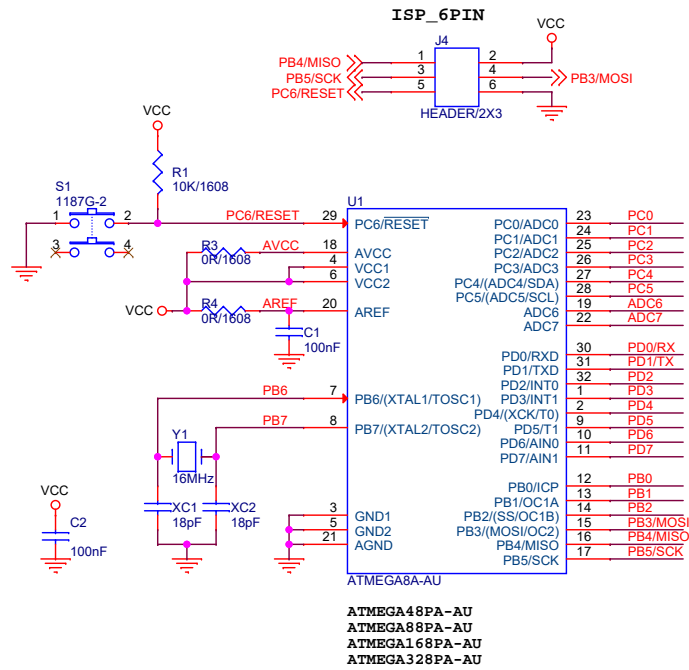 ISP_6PIN
VCC
J4
PB4/MISO 1 2
PB5/SCK 3 4 PB3/MOSI
PC6/RESET 5 6
HEADER/2X3
VCC
R1
10K/1608
S1
1187G-2
1 2
3 4
U1
PC6/RESET 29 PC6/RESET
R3 AVCC 18 AVCC
0R/1608 4 VCC1
6 VCC2
VCC R4 AREF 20 AREF
0R/1608
C1
100nF
PB6 7 PB6/(XTAL1/TOSC1)
PB7 8 PB7/(XTAL2/TOSC2)
Y1
16MHz
XC1 XC2
18pF 18pF
VCC
C2
100nF
3 GND1
5 GND2
21 AGND
PC0/ADC0 23 PC0
PC1/ADC1 24 PC1
PC2/ADC2 25 PC2
PC3/ADC3 26 PC3
PC4/(ADC4/SDA) 27 PC4
PC5/(ADC5/SCL) 28 PC5
ADC6 19 ADC6
ADC7 22 ADC7
PD0/RXD 30 PD0/RX
PD1/TXD 31 PD1/TX
PD2/INT0 32 PD2
PD3/INT1 1 PD3
PD4/(XCK/T0) 2 PD4
PD5/T1 9 PD5
PD6/AIN0 10 PD6
PD7/AIN1 11 PD7
PB0/ICP 12 PB0
PB1/OC1A 13 PB1
PB2/(SS/OC1B) 14 PB2
PB3/(MOSI/OC2) 15 PB3/MOSI
PB4/MISO 16 PB4/MISO
PB5/SCK 17 PB5/SCK
ATMEGA8A-AU
ATMEGA48PA-AU
ATMEGA88PA-AU
ATMEGA168PA-AU
ATMEGA328PA-AU